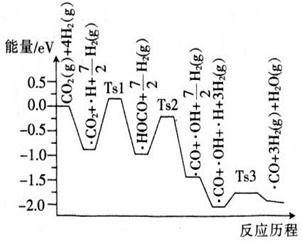 能量/eV
CO₂(g)+4H₂(g)
·CO₂+·H+7/2H₂(g)
Ts1
·HOCO+7/2H₂(g)
Ts2
·CO+·OH+7/2H₂(g)
·CO+·OH+·H+3H₂(g)
Ts3
·CO+3H₂(g)+H₂O(g)
0.5
0.0
-0.5
-1.0
-1.5
-2.0
反应历程